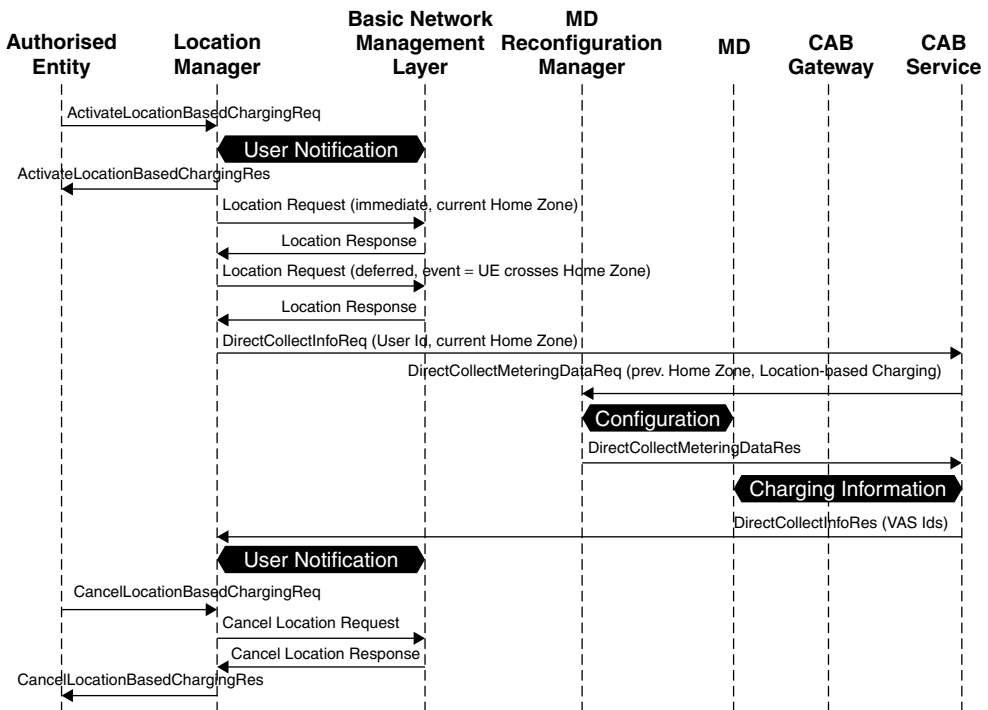 Authorised Entity
Location Manager
Basic Network Management Layer
MD Reconfiguration Manager
MD
CAB Gateway
CAB Service
ActivateLocationBasedChargingReq
User Notification
ActivateLocationBasedChargingRes
Location Request (immediate, current Home Zone)
Location Response
Location Request (deferred, event = UE crosses Home Zone)
Location Response
DirectCollectInfoReq (User Id, current Home Zone)
DirectCollectMeteringDataReq (prev. Home Zone, Location-based Charging)
Configuration
DirectCollectMeteringDataRes
Charging Information
DirectCollectInfoRes (VAS Ids)
User Notification
CancelLocationBasedChargingReq
Cancel Location Request
Cancel Location Response
CancelLocationBasedChargingRes